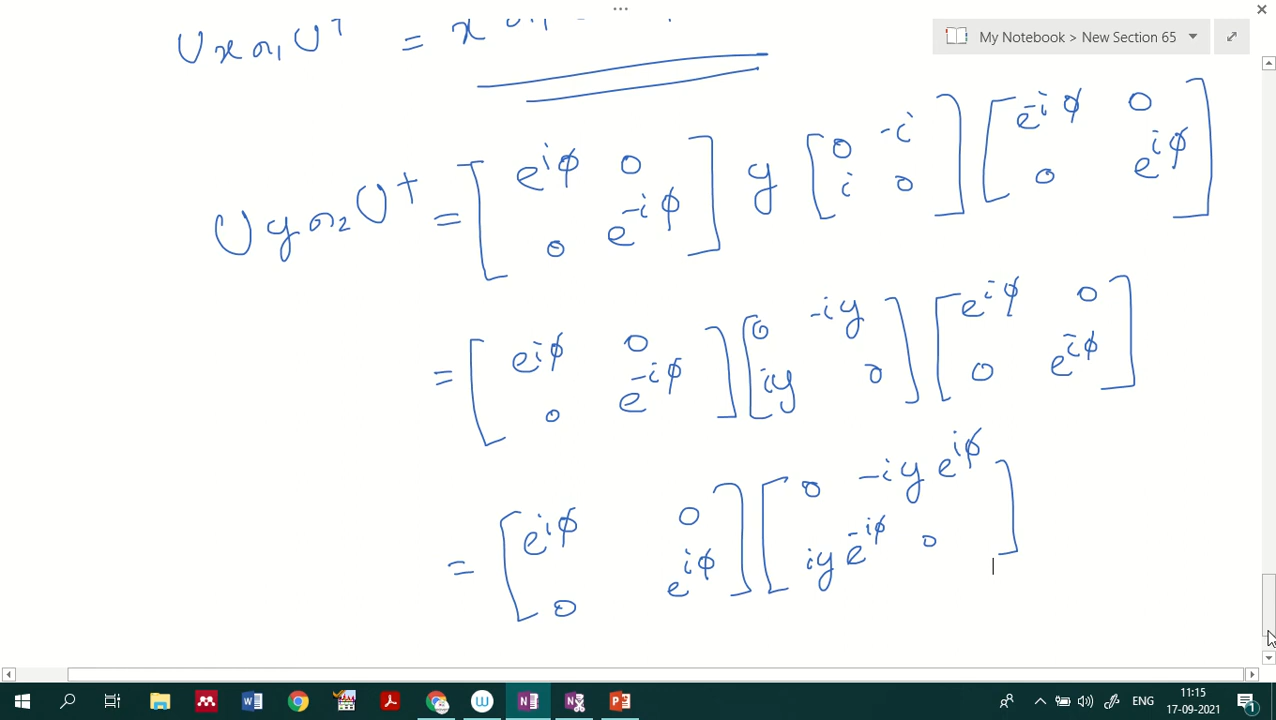 My Notebook > New Section 65
U x σ₁ U† = x
U y σ₂ U† = [ e^{iφ} 0 ; 0 e^{-iφ} ] y [ 0 -i ; i 0 ] [ e^{-iφ} 0 ; 0 e^{iφ} ]
= [ e^{iφ} 0 ; 0 e^{-iφ} ] [ 0 -iy ; iy 0 ] [ e^{iφ} 0 ; 0 e^{iφ} ]
= [ e^{iφ} 0 ; 0 e^{iφ} ] [ 0 -iy e^{iφ} ; iy e^{-iφ} 0 ]
ENG
11:15
17-09-2021
1